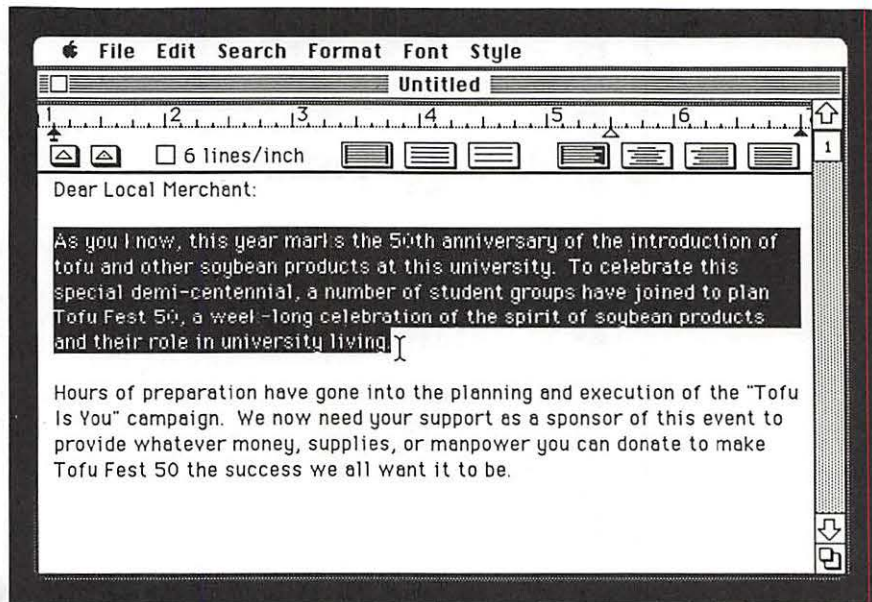 File Edit Search Format Font Style
Untitled
1 2 3 4 5 6
6 lines/inch
1
Dear Local Merchant:
As you know, this year marks the 50th anniversary of the introduction of
tofu and other soybean products at this university. To celebrate this
special demi-centennial, a number of student groups have joined to plan
Tofu Fest 50, a week-long celebration of the spirit of soybean products
and their role in university living.
Hours of preparation have gone into the planning and execution of the "Tofu
Is You" campaign. We now need your support as a sponsor of this event to
provide whatever money, supplies, or manpower you can donate to make
Tofu Fest 50 the success we all want it to be.